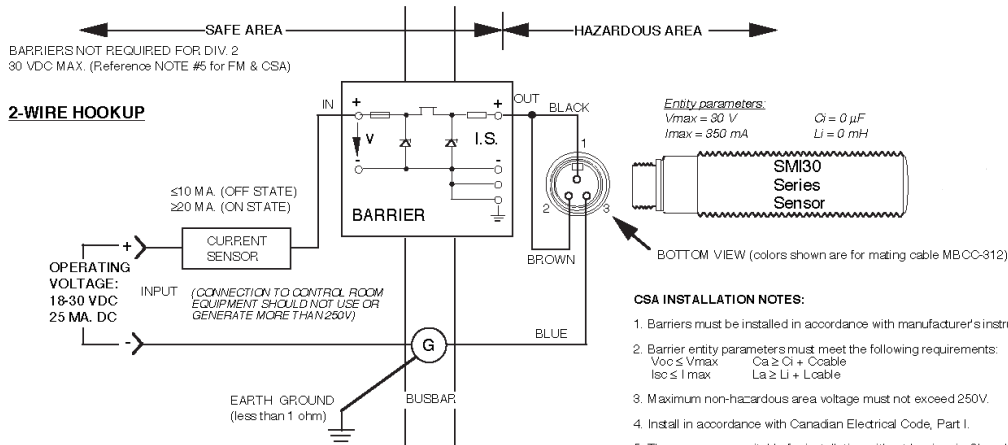 SAFE AREA
HAZARDOUS AREA
BARRIERS NOT REQUIRED FOR DIV. 2
30 VDC MAX. (Reference NOTE #5 for FM & CSA)
2-WIRE HOOKUP
IN
+
+
OUT
BLACK
V
I.S.
-
-
BARRIER
1
2
3
Entity parameters:
Vmax = 30 V Ci = 0 µF
Imax = 350 mA Li = 0 mH
SMI30
Series
Sensor
≤10 MA. (OFF STATE)
≥20 MA. (ON STATE)
CURRENT
SENSOR
+
OPERATING
VOLTAGE:
18-30 VDC
25 MA. DC
-
INPUT
(CONNECTION TO CONTROL ROOM
EQUIPMENT SHOULD NOT USE OR
GENERATE MORE THAN 250V)
BROWN
BOTTOM VIEW (colors shown are for mating cable MBCC-312)
BLUE
G
EARTH GROUND
(less than 1 ohm)
BUSBAR
CSA INSTALLATION NOTES:
1. Barriers must be installed in accordance with manufacturer's instru
2. Barrier entity parameters must meet the following requirements:
Voc ≤ Vmax Ca ≥ Ci + Ccable
Isc ≤ I max La ≥ Li + Lcable
3. Maximum non-hazardous area voltage must not exceed 250V.
4. Install in accordance with Canadian Electrical Code, Part I.